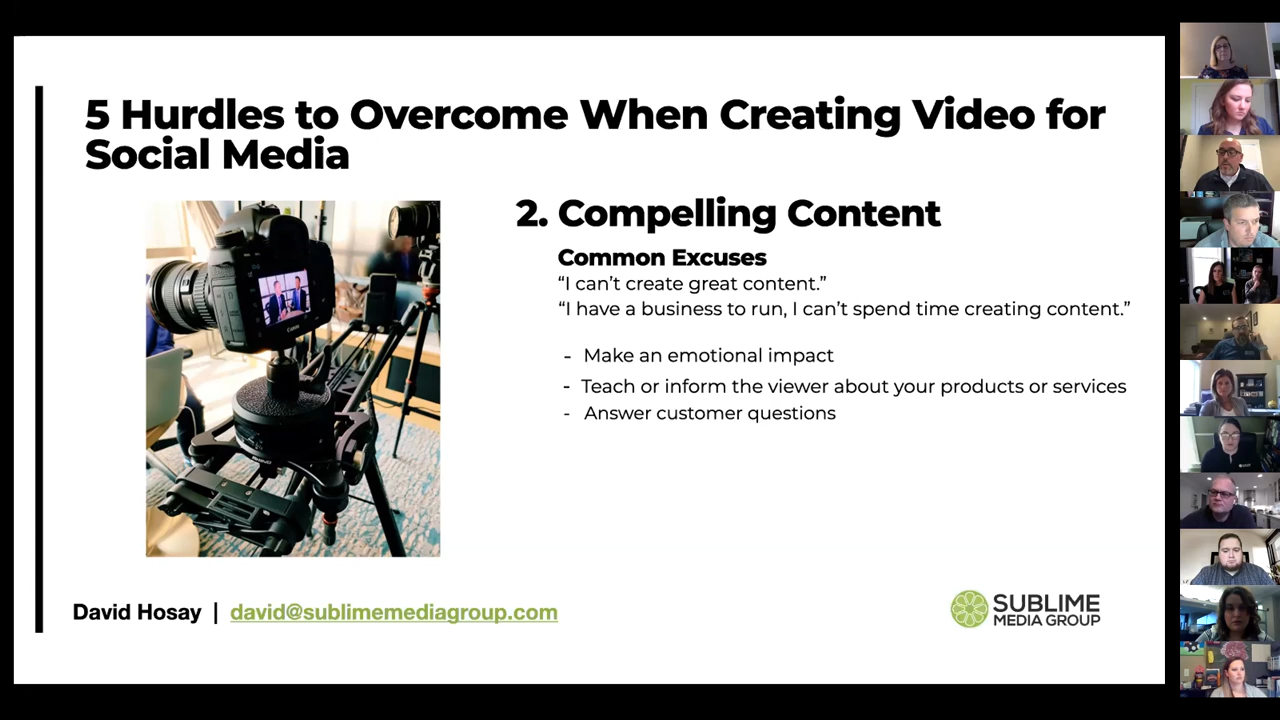 5 Hurdles to Overcome When Creating Video for
Social Media
2. Compelling Content
Common Excuses
“I can’t create great content.”
“I have a business to run, I can’t spend time creating content.”
- Make an emotional impact
- Teach or inform the viewer about your products or services
- Answer customer questions
Canon
David Hosay | david@sublimemediagroup.com
SUBLIME
MEDIA GROUP